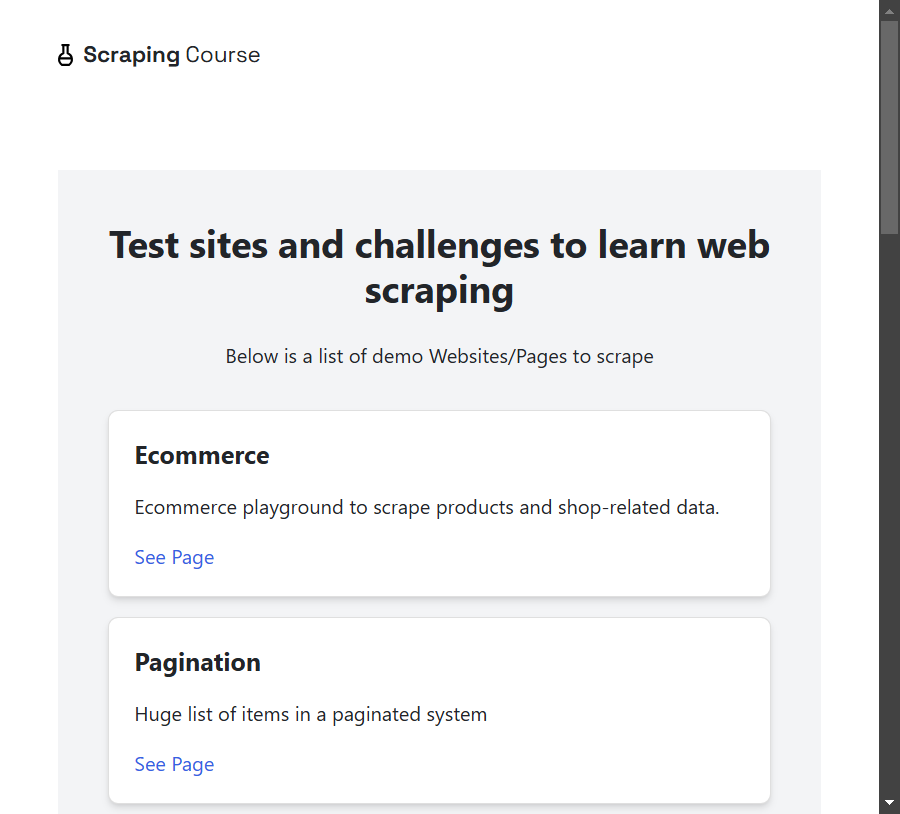 Scraping Course
Test sites and challenges to learn web
scraping
Below is a list of demo Websites/Pages to scrape
Ecommerce
Ecommerce playground to scrape products and shop-related data.
See Page
Pagination
Huge list of items in a paginated system
See Page